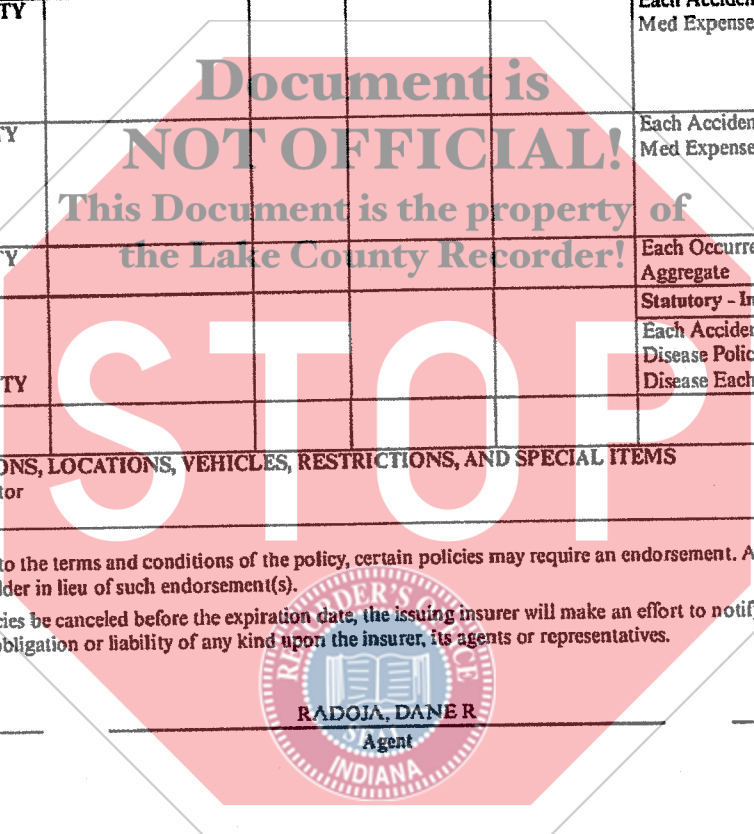 TY
Each Acciden
Med Expense
Document is
TY
Each Acciden
Med Expense
NOT OFFICIAL!
This Document is the property of
TY
the Lake County Recorder!
Each Occurre
Aggregate
Statutory - In
STOP
Each Acciden
Disease Polic
TY
Disease Each
ONS, LOCATIONS, VEHICLES, RESTRICTIONS, AND SPECIAL ITEMS
tor
to the terms and conditions of the policy, certain policies may require an endorsement. A
lder in lieu of such endorsement(s).
cies be canceled before the expiration date, the issuing insurer will make an effort to notify
obligation or liability of any kind upon the insurer, its agents or representatives.
RECORDER'S OFFICE
RADOJA, DANE R
SEAL
Agent
INDIANA